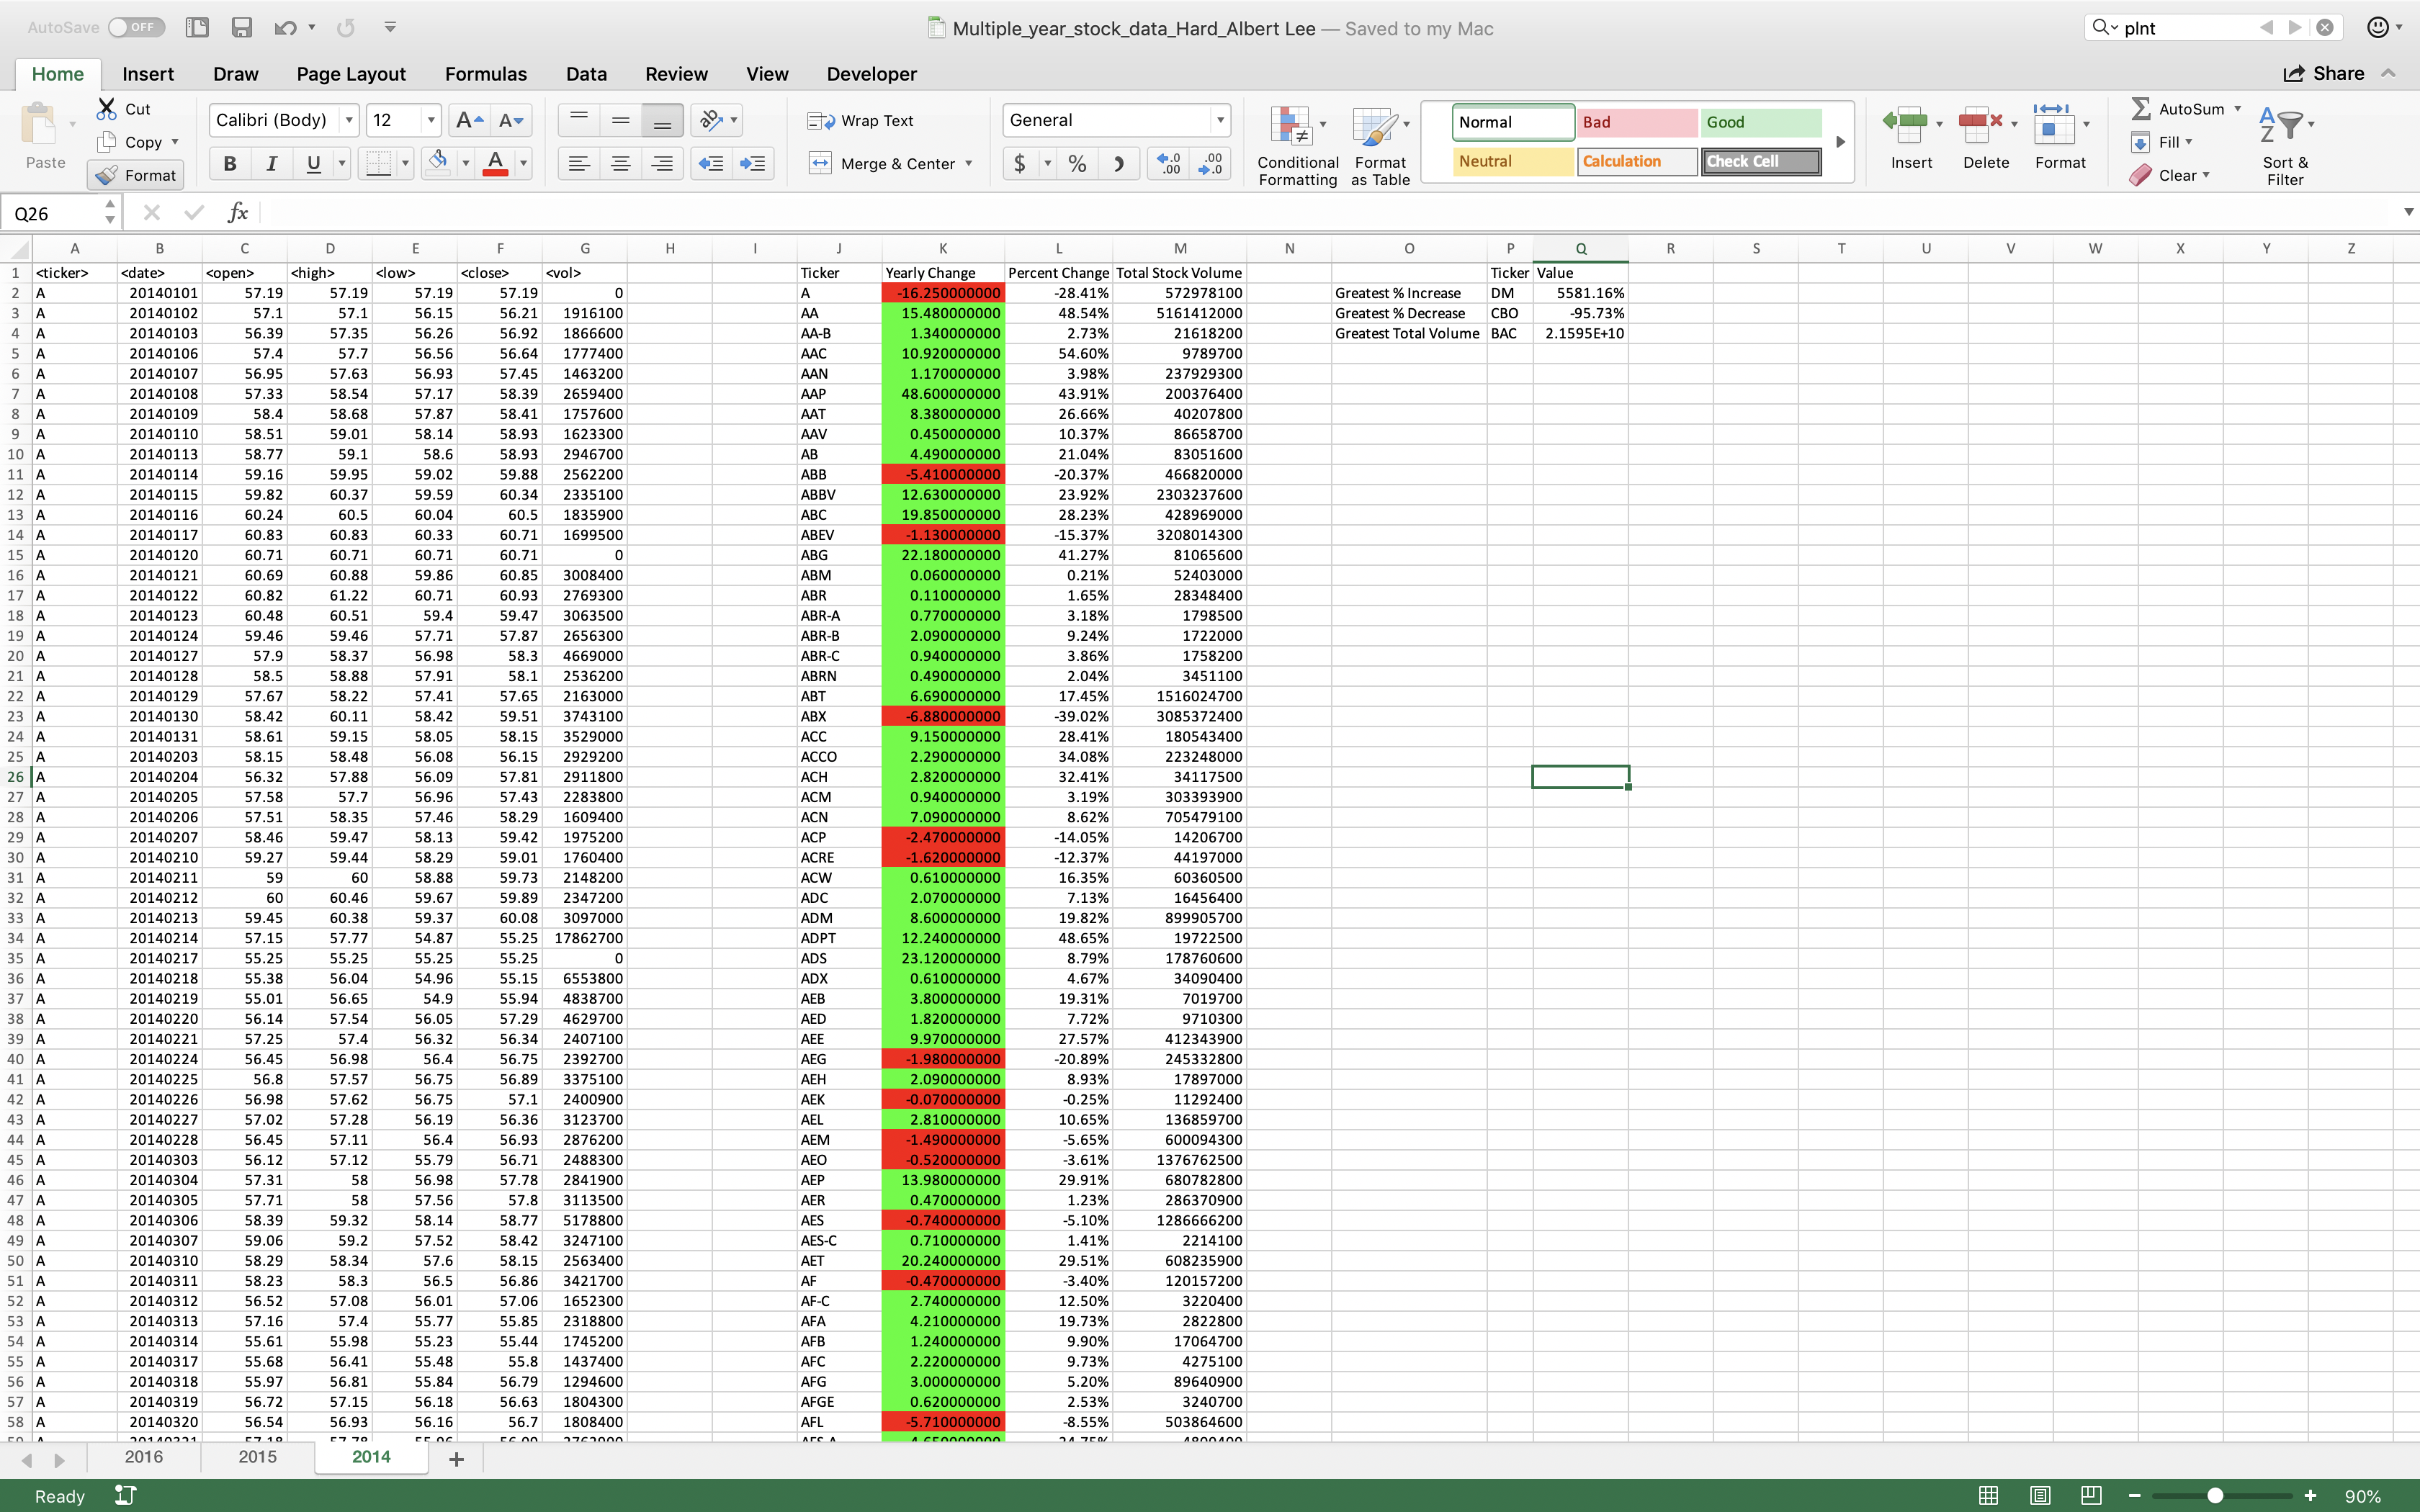 AutoSave OFF Multiple_year_stock_data_Hard_Albert Lee — Saved to my Mac plnt
Home Insert Draw Page Layout Formulas Data Review View Developer Share
Paste Cut Copy Format Calibri (Body) 12 Wrap Text Merge & Center General Conditional Formatting Format as Table Normal Bad Good Neutral Calculation Check Cell Insert Delete Format AutoSum Fill Clear Sort & Filter
Q26 fx
A B C D E F G H I J K L M N O P Q R S T U V W X Y Z
1 <ticker> <date> <open> <high> <low> <close> <vol> Ticker Yearly Change Percent Change Total Stock Volume Ticker Value
2 A 20140101 57.19 57.19 57.19 57.19 0 A -16.250000000 -28.41% 572978100 Greatest % Increase DM 5581.16%
3 A 20140102 57.1 57.1 56.15 56.21 1916100 AA 15.480000000 48.54% 5161412000 Greatest % Decrease CBO -95.73%
4 A 20140103 56.39 57.35 56.26 56.92 1866600 AA-B 1.340000000 2.73% 21618200 Greatest Total Volume BAC 2.1595E+10
5 A 20140106 57.4 57.7 56.56 56.64 1777400 AAC 10.920000000 54.60% 9789700
6 A 20140107 56.95 57.63 56.93 57.45 1463200 AAN 1.170000000 3.98% 237929300
7 A 20140108 57.33 58.54 57.17 58.39 2659400 AAP 48.600000000 43.91% 200376400
8 A 20140109 58.4 58.68 57.87 58.41 1757600 AAT 8.380000000 26.66% 40207800
9 A 20140110 58.51 59.01 58.14 58.93 1623300 AAV 0.450000000 10.37% 86658700
10 A 20140113 58.77 59.1 58.6 58.93 2946700 AB 4.490000000 21.04% 83051600
11 A 20140114 59.16 59.95 59.02 59.88 2562200 ABB -5.410000000 -20.37% 466820000
12 A 20140115 59.82 60.37 59.59 60.34 2335100 ABBV 12.630000000 23.92% 2303237600
13 A 20140116 60.24 60.5 60.04 60.5 1835900 ABC 19.850000000 28.23% 428969000
14 A 20140117 60.83 60.83 60.33 60.71 1699500 ABEV -1.130000000 -15.37% 3208014300
15 A 20140120 60.71 60.71 60.71 60.71 0 ABG 22.180000000 41.27% 81065600
16 A 20140121 60.69 60.88 59.86 60.85 3008400 ABM 0.060000000 0.21% 52403000
17 A 20140122 60.82 61.22 60.71 60.93 2769300 ABR 0.110000000 1.65% 28348400
18 A 20140123 60.48 60.51 59.4 59.47 3063500 ABR-A 0.770000000 3.18% 1798500
19 A 20140124 59.46 59.46 57.71 57.87 2656300 ABR-B 2.090000000 9.24% 1722000
20 A 20140127 57.9 58.37 56.98 58.3 4669000 ABR-C 0.940000000 3.86% 1758200
21 A 20140128 58.5 58.88 57.91 58.1 2536200 ABRN 0.490000000 2.04% 3451100
22 A 20140129 57.67 58.22 57.41 57.65 2163000 ABT 6.690000000 17.45% 1516024700
23 A 20140130 58.42 60.11 58.42 59.51 3743100 ABX -6.880000000 -39.02% 3085372400
24 A 20140131 58.61 59.15 58.05 58.15 3529000 ACC 9.150000000 28.41% 180543400
25 A 20140203 58.15 58.48 56.08 56.15 2929200 ACCO 2.290000000 34.08% 223248000
26 A 20140204 56.32 57.88 56.09 57.81 2911800 ACH 2.820000000 32.41% 34117500
27 A 20140205 57.58 57.7 56.96 57.43 2283800 ACM 0.940000000 3.19% 303393900
28 A 20140206 57.51 58.35 57.46 58.29 1609400 ACN 7.090000000 8.62% 705479100
29 A 20140207 58.46 59.47 58.13 59.42 1975200 ACP -2.470000000 -14.05% 14206700
30 A 20140210 59.27 59.44 58.29 59.01 1760400 ACRE -1.620000000 -12.37% 44197000
31 A 20140211 59 60 58.88 59.73 2148200 ACW 0.610000000 16.35% 60360500
32 A 20140212 60 60.46 59.67 59.89 2347200 ADC 2.070000000 7.13% 16456400
33 A 20140213 59.45 60.38 59.37 60.08 3097000 ADM 8.600000000 19.82% 899905700
34 A 20140214 57.15 57.77 54.87 55.25 17862700 ADPT 12.240000000 48.65% 19722500
35 A 20140217 55.25 55.25 55.25 55.25 0 ADS 23.120000000 8.79% 178760600
36 A 20140218 55.38 56.04 54.96 55.15 6553800 ADX 0.610000000 4.67% 34090400
37 A 20140219 55.01 56.65 54.9 55.94 4838700 AEB 3.800000000 19.31% 7019700
38 A 20140220 56.14 57.54 56.05 57.29 4629700 AED 1.820000000 7.72% 9710300
39 A 20140221 57.25 57.4 56.32 56.34 2407100 AEE 9.970000000 27.57% 412343900
40 A 20140224 56.45 56.98 56.4 56.75 2392700 AEG -1.980000000 -20.89% 245332800
41 A 20140225 56.8 57.57 56.75 56.89 3375100 AEH 2.090000000 8.93% 17897000
42 A 20140226 56.98 57.62 56.75 57.1 2400900 AEK -0.070000000 -0.25% 11292400
43 A 20140227 57.02 57.28 56.19 56.36 3123700 AEL 2.810000000 10.65% 136859700
44 A 20140228 56.45 57.11 56.4 56.93 2876200 AEM -1.490000000 -5.65% 600094300
45 A 20140303 56.12 57.12 55.79 56.71 2488300 AEO -0.520000000 -3.61% 1376762500
46 A 20140304 57.31 58 56.98 57.78 2841900 AEP 13.980000000 29.91% 680782800
47 A 20140305 57.71 58 57.56 57.8 3113500 AER 0.470000000 1.23% 286370900
48 A 20140306 58.39 59.32 58.14 58.77 5178800 AES -0.740000000 -5.10% 1286666200
49 A 20140307 59.06 59.2 57.52 58.42 3247100 AES-C 0.710000000 1.41% 2214100
50 A 20140310 58.29 58.34 57.6 58.15 2563400 AET 20.240000000 29.51% 608235900
51 A 20140311 58.23 58.3 56.5 56.86 3421700 AF -0.470000000 -3.40% 120157200
52 A 20140312 56.52 57.08 56.01 57.06 1652300 AF-C 2.740000000 12.50% 3220400
53 A 20140313 57.16 57.4 55.77 55.85 2318800 AFA 4.210000000 19.73% 2822800
54 A 20140314 55.61 55.98 55.23 55.44 1745200 AFB 1.240000000 9.90% 17064700
55 A 20140317 55.68 56.41 55.48 55.8 1437400 AFC 2.220000000 9.73% 4275100
56 A 20140318 55.97 56.81 55.84 56.79 1294600 AFG 3.000000000 5.20% 89640900
57 A 20140319 56.72 57.15 56.18 56.63 1804300 AFGE 0.620000000 2.53% 3240700
58 A 20140320 56.54 56.93 56.16 56.7 1808400 AFL -5.710000000 -8.55% 503864600
2016 2015 2014
Ready 90%